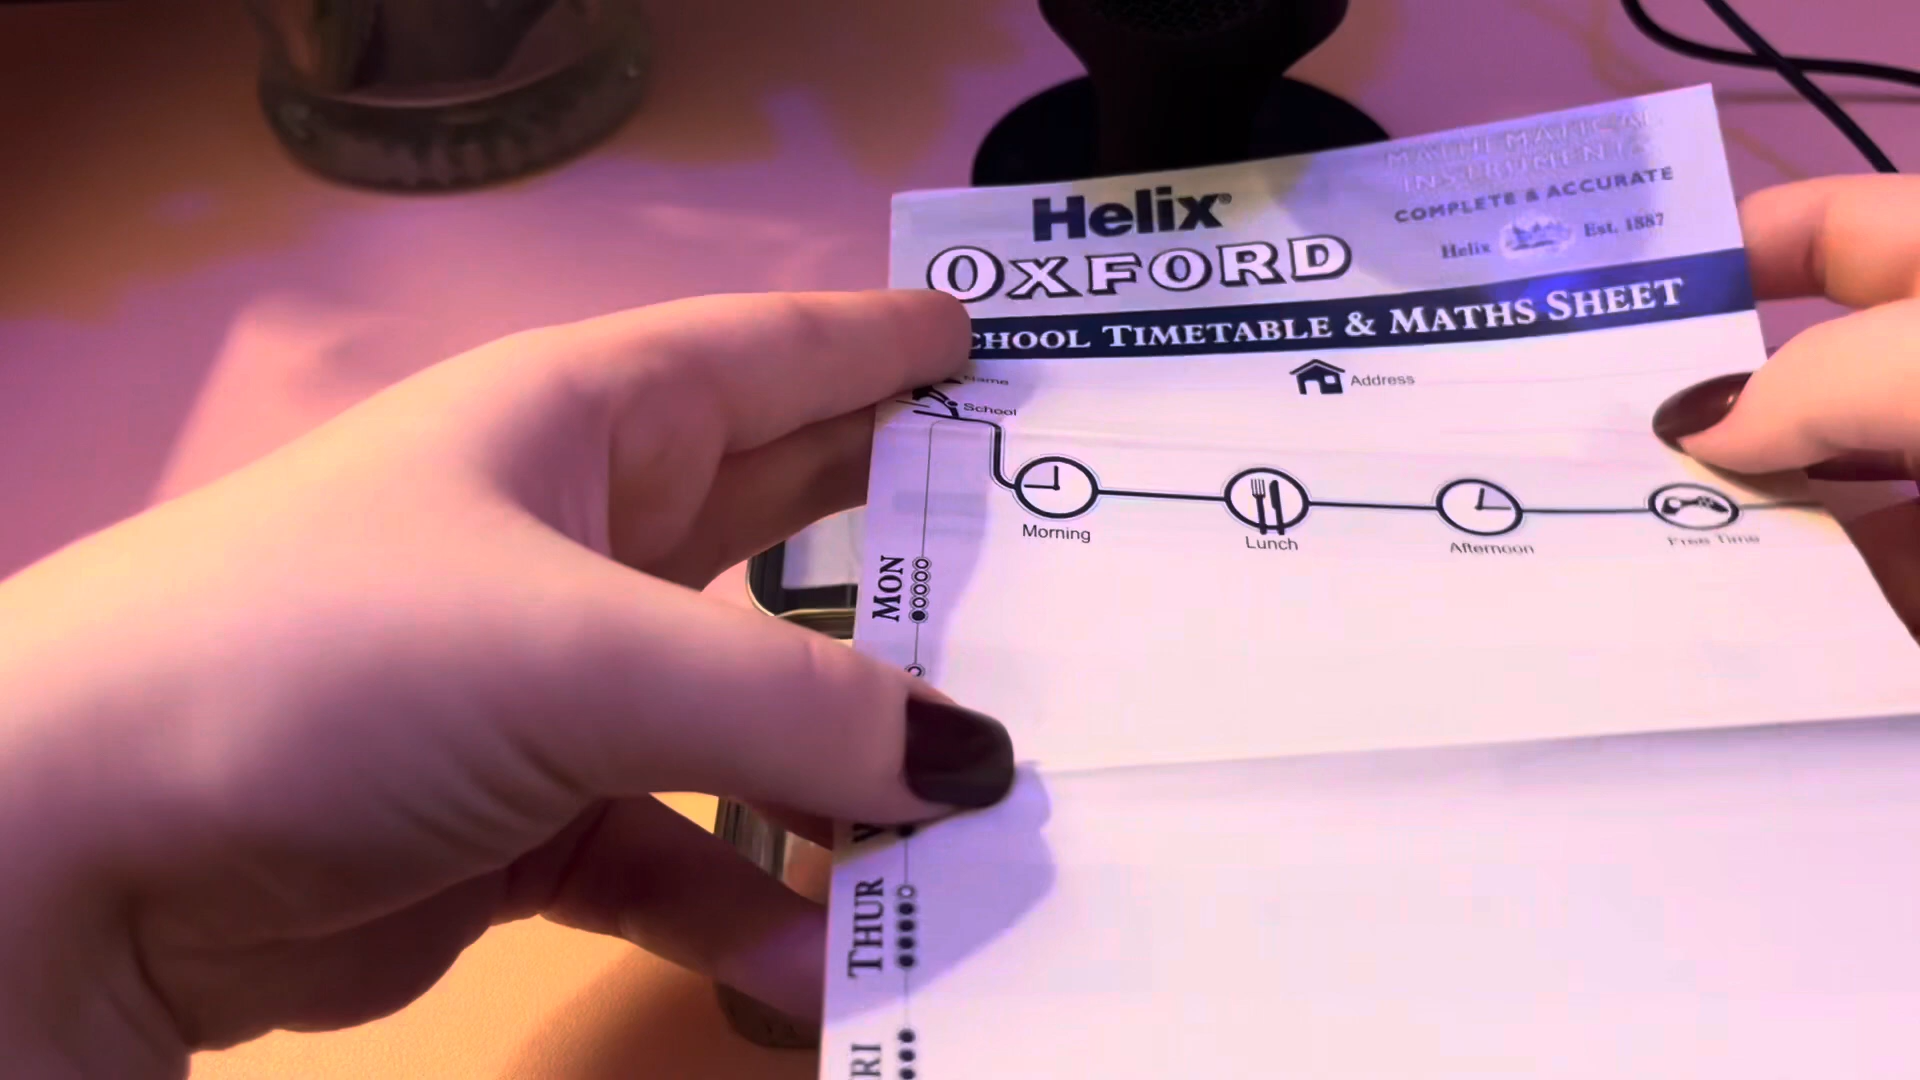 Helix®
OXFORD
MATHEMATICAL
INSTRUMENTS
COMPLETE & ACCURATE
Helix Est. 1887
CHOOL TIMETABLE & MATHS SHEET
Name
Address
School
Morning
Lunch
Afternoon
Free Time
MON
THUR
RI